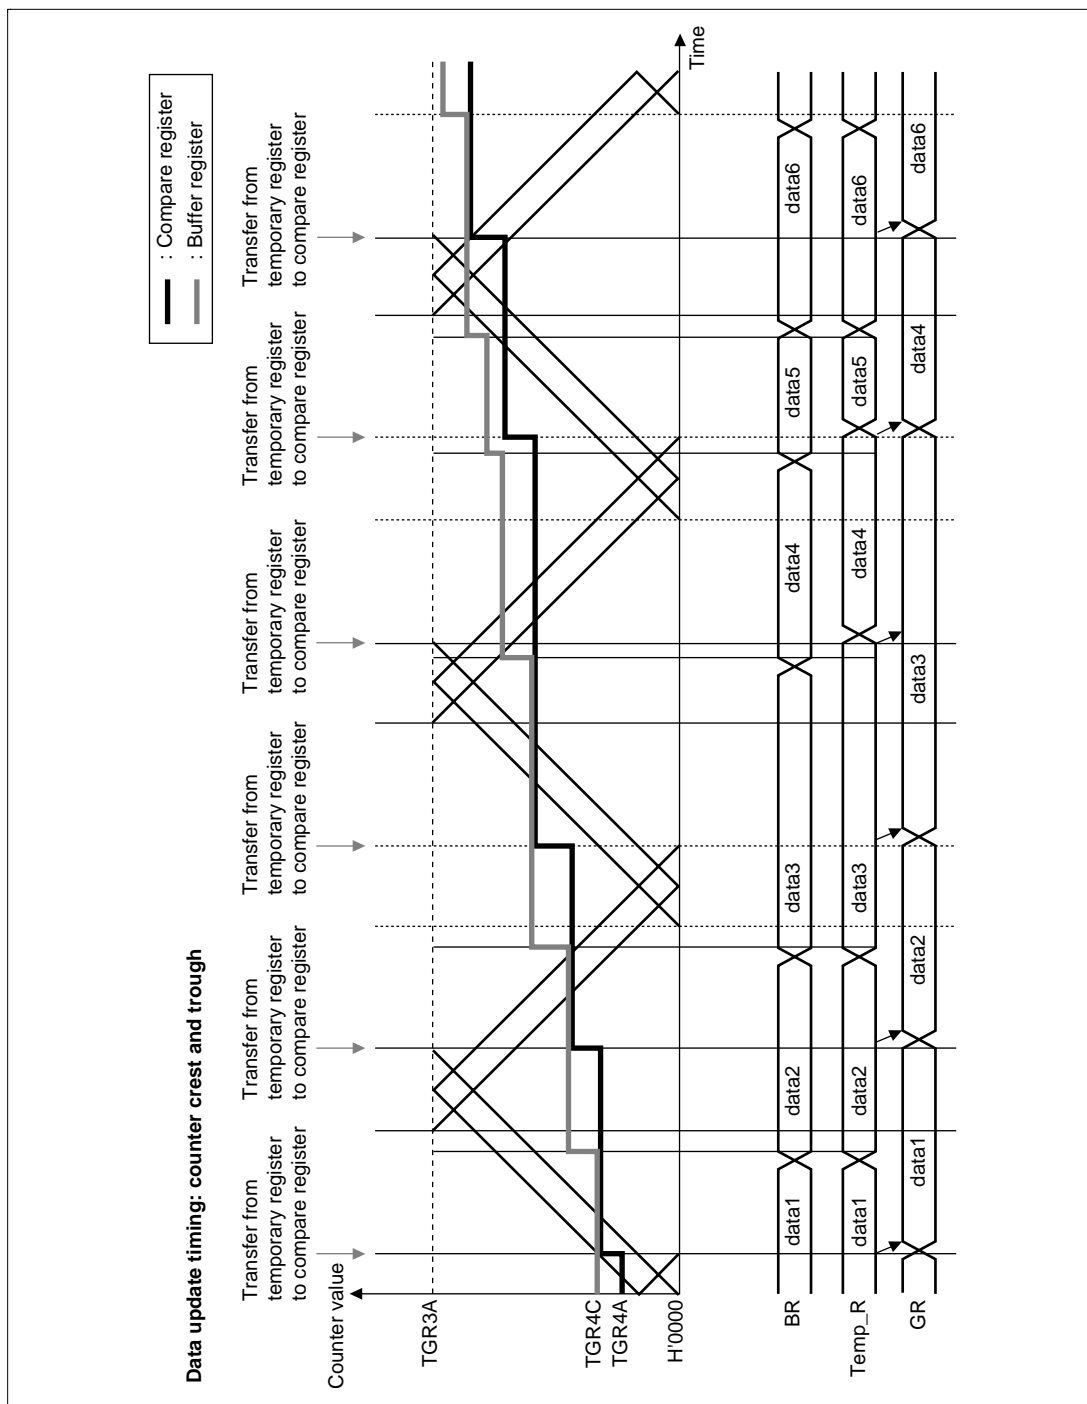 Data update timing: counter crest and trough
: Compare register
: Buffer register
Transfer from
temporary register
to compare register
Transfer from
temporary register
to compare register
Transfer from
temporary register
to compare register
Transfer from
temporary register
to compare register
Transfer from
temporary register
to compare register
Transfer from
temporary register
to compare register
Counter value
TGR3A
TGR4C
TGR4A
H'0000
Time
BR
data1
data2
data3
data4
data5
data6
Temp_R
data1
data2
data3
data4
data5
data6
GR
data1
data2
data3
data4
data6